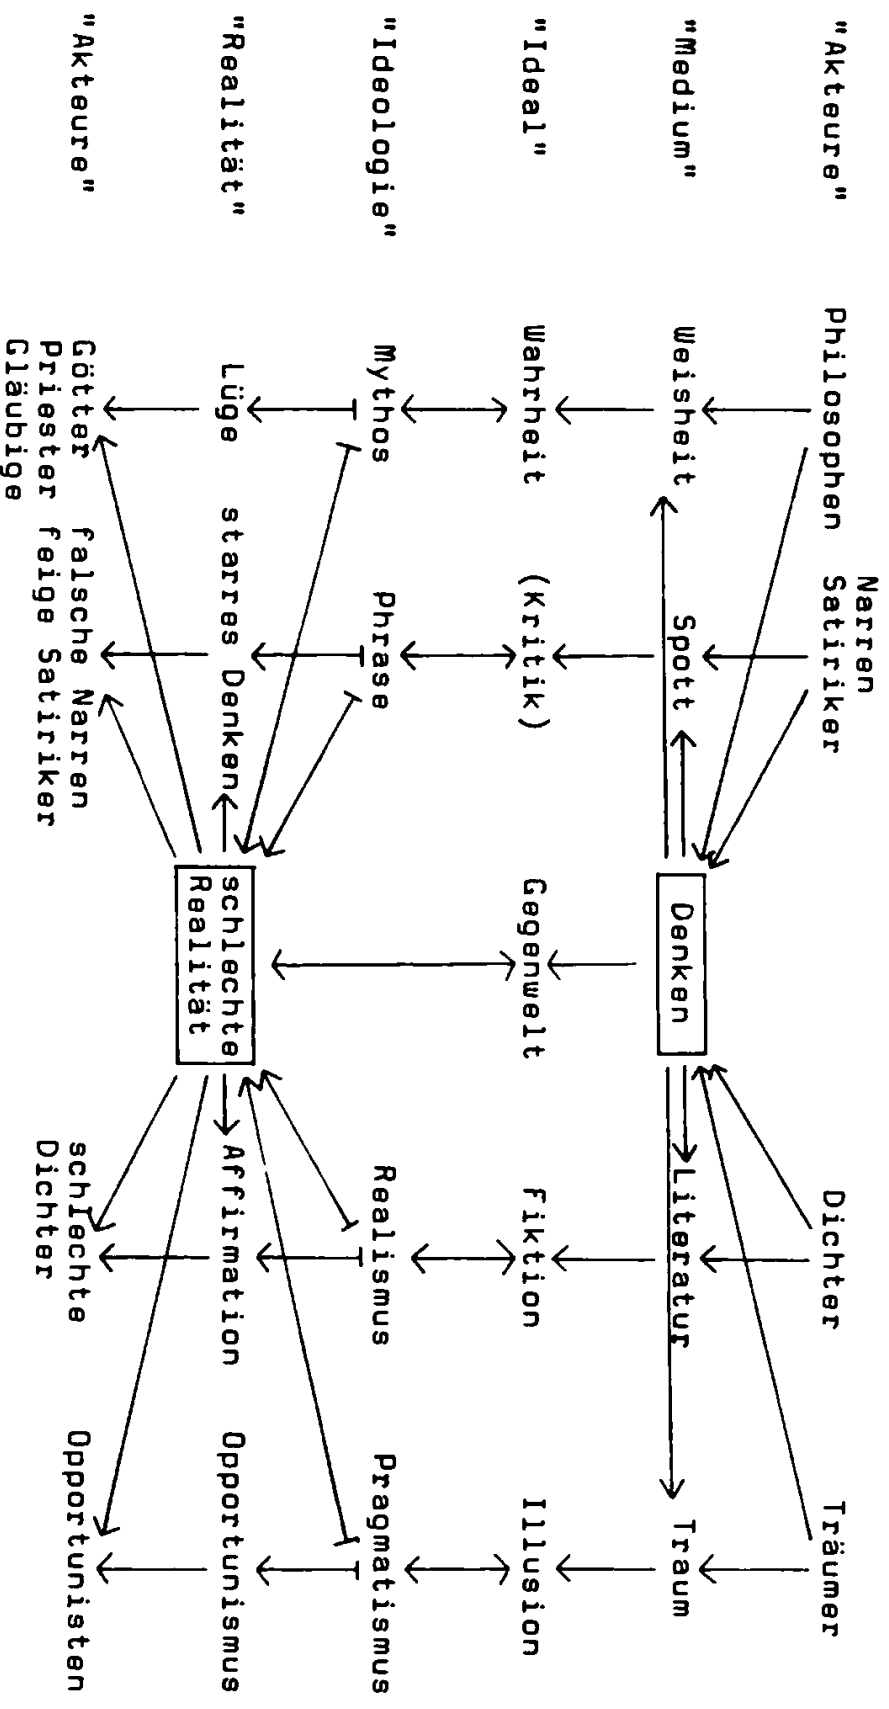 "Akteure"
Philosophen
Narren
Satiriker
Dichter
Träumer
"Medium"
Weisheit
Spott
Denken
Literatur
Traum
"Ideal"
Wahrheit
(Kritik)
Gegenwelt
Fiktion
Illusion
"Ideologie"
Mythos
Phrase
Realismus
Pragmatismus
"Realität"
Lüge
starres Denken
schlechte
Realität
Affirmation
Opportunismus
"Akteure"
Götter
Priester
Gläubige
falsche Narren
feige Satiriker
schlechte
Dichter
Opportunisten